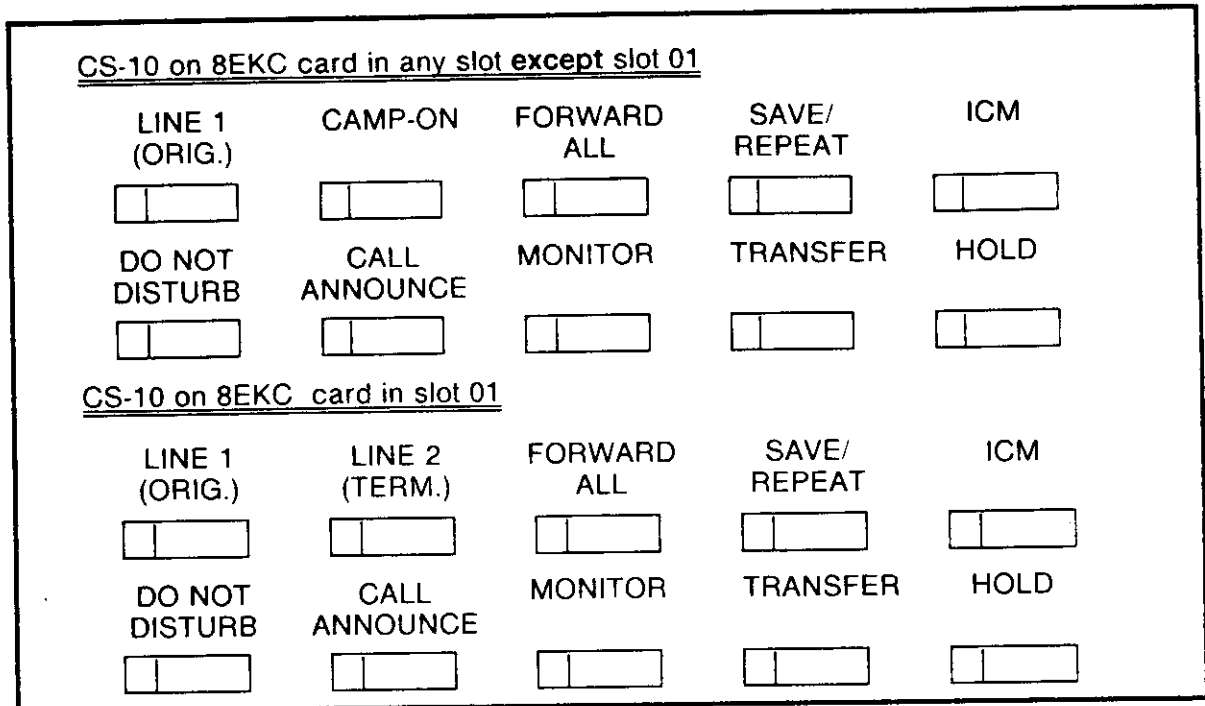 CS-10 on 8EKC card in any slot except slot 01
LINE 1 CAMP-ON FORWARD SAVE/ ICM
(ORIG.) ALL REPEAT
DO NOT CALL MONITOR TRANSFER HOLD
DISTURB ANNOUNCE
CS-10 on 8EKC card in slot 01
LINE 1 LINE 2 FORWARD SAVE/ ICM
(ORIG.) (TERM.) ALL REPEAT
DO NOT CALL MONITOR TRANSFER HOLD
DISTURB ANNOUNCE